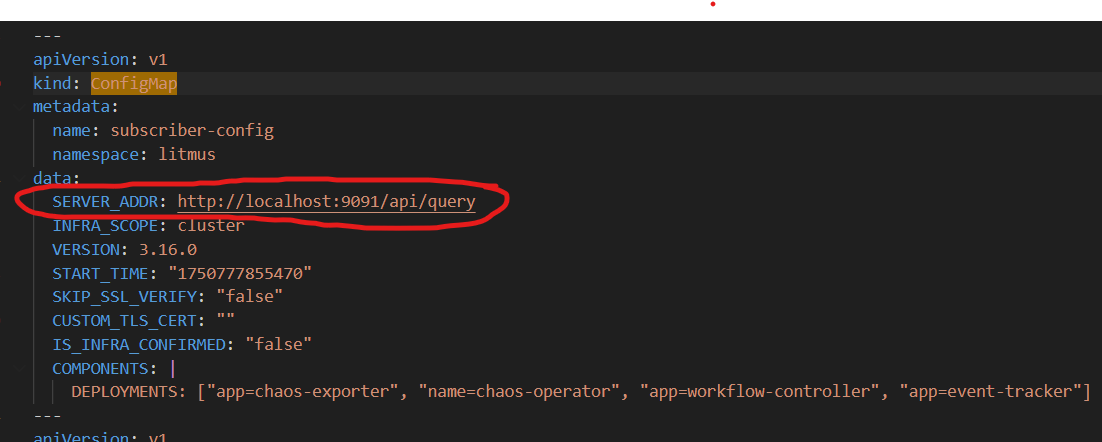 ---
apiVersion: v1
kind: ConfigMap
metadata:
  name: subscriber-config
  namespace: litmus
data:
  SERVER_ADDR: http://localhost:9091/api/query
  INFRA_SCOPE: cluster
  VERSION: 3.16.0
  START_TIME: "1750777855470"
  SKIP_SSL_VERIFY: "false"
  CUSTOM_TLS_CERT: ""
  IS_INFRA_CONFIRMED: "false"
  COMPONENTS: |
    DEPLOYMENTS: ["app=chaos-exporter", "name=chaos-operator", "app=workflow-controller", "app=event-tracker"]
---
apiVersion: v1